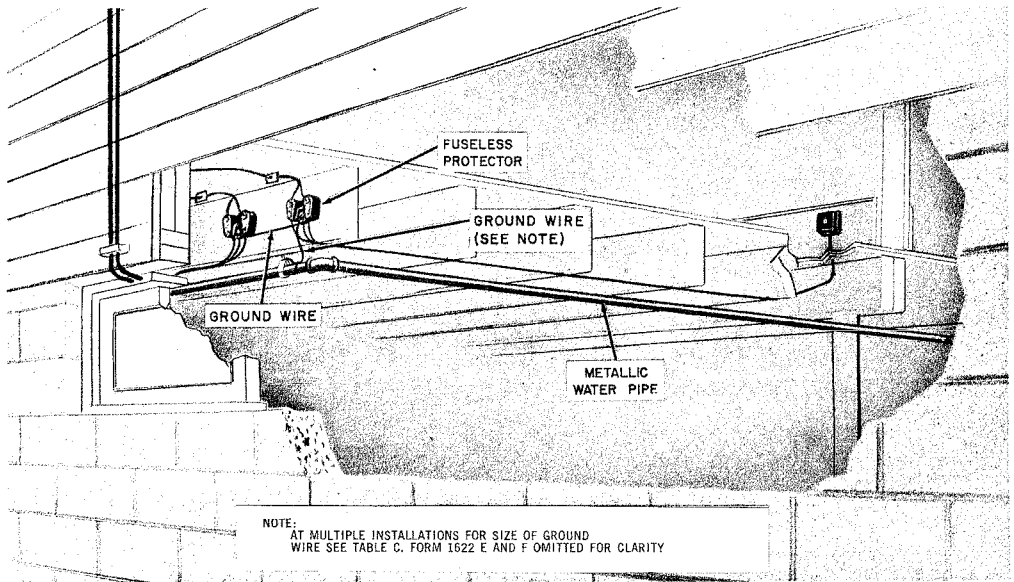 FUSELESS
PROTECTOR
GROUND WIRE
(SEE NOTE)
GROUND WIRE
METALLIC
WATER PIPE
NOTE:
AT MULTIPLE INSTALLATIONS FOR SIZE OF GROUND
WIRE SEE TABLE C. FORM 1622 E AND F OMITTED FOR CLARITY